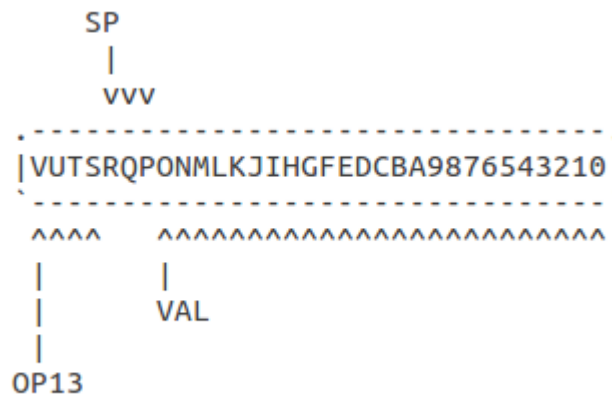 SP
     |
     vvv
.--------------------------------
|VUTSRQPONMLKJIHGFEDCBA9876543210
`--------------------------------
 ^^^^   ^^^^^^^^^^^^^^^^^^^^^^^^^
 |      |
 |      VAL
 |
OP13